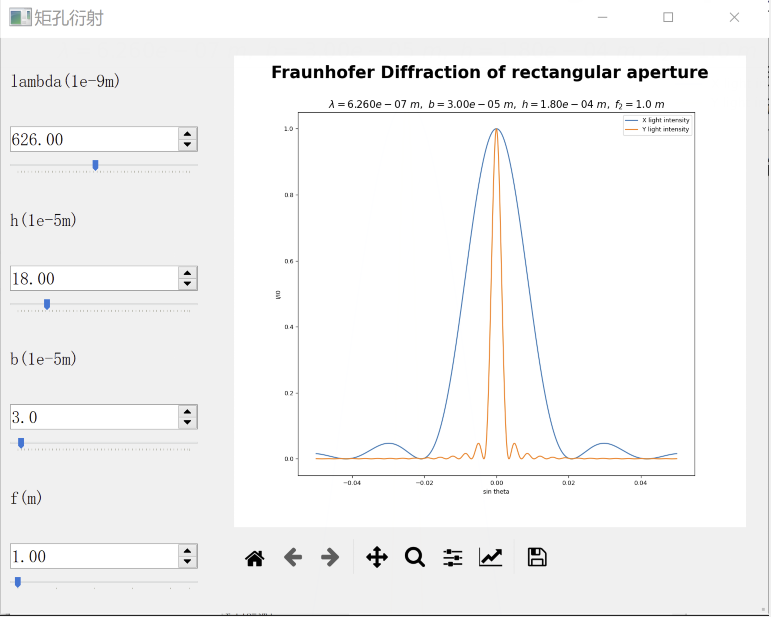 矩孔衍射
lambda(1e-9m)
626.00
h(1e-5m)
18.00
b(1e-5m)
3.0
f(m)
1.00
Fraunhofer Diffraction of rectangular aperture
λ = 6.260e − 07 m, b = 3.00e − 05 m, h = 1.80e − 04 m, f₂ = 1.0 m
X light intensity
Y light intensity
1.0
0.8
0.6
0.4
0.2
0.0
I/I0
−0.04
−0.02
0.00
0.02
0.04
sin theta